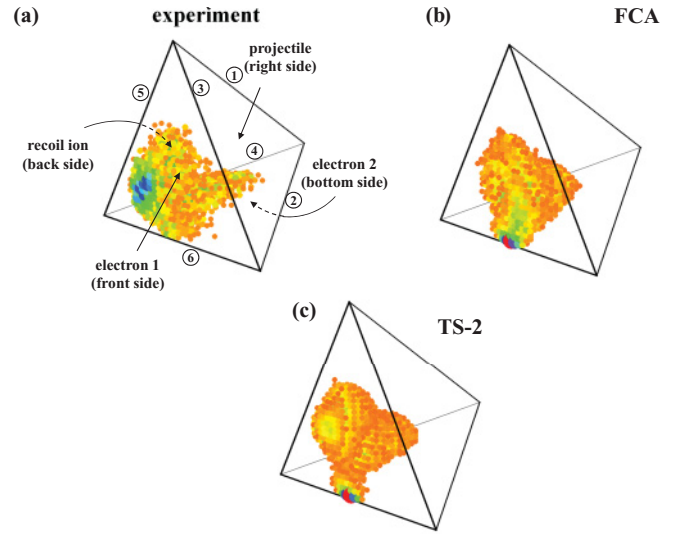 (a)
experiment
(b)
FCA
projectile
(right side)
①
③
⑤
recoil ion
(back side)
④
electron 2
(bottom side)
②
electron 1
(front side)
⑥
(c)
TS-2